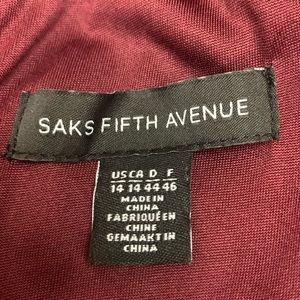 SAKS FIFTH AVENUE
US CA D F
14 14 44 46
MADE IN
CHINA
FABRIQUÉ EN
CHINE
GEMAAKT IN
CHINA